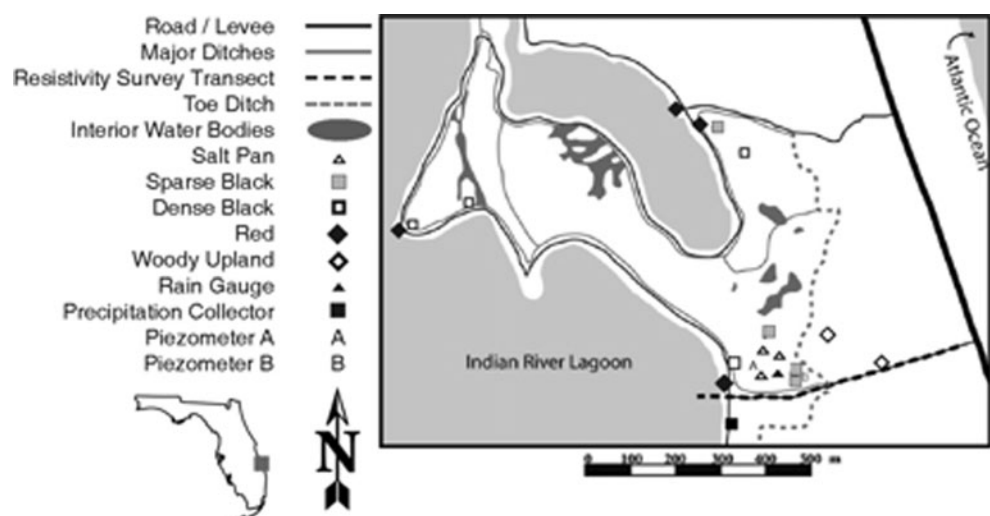 Road / Levee
Major Ditches
Resistivity Survey Transect
Toe Ditch
Interior Water Bodies
Salt Pan
Sparse Black
Dense Black
Red
Woody Upland
Rain Gauge
Precipitation Collector
Piezometer A A
Piezometer B B
N
Atlantic Ocean
Indian River Lagoon
A
B
0 100 200 300 400 500 m